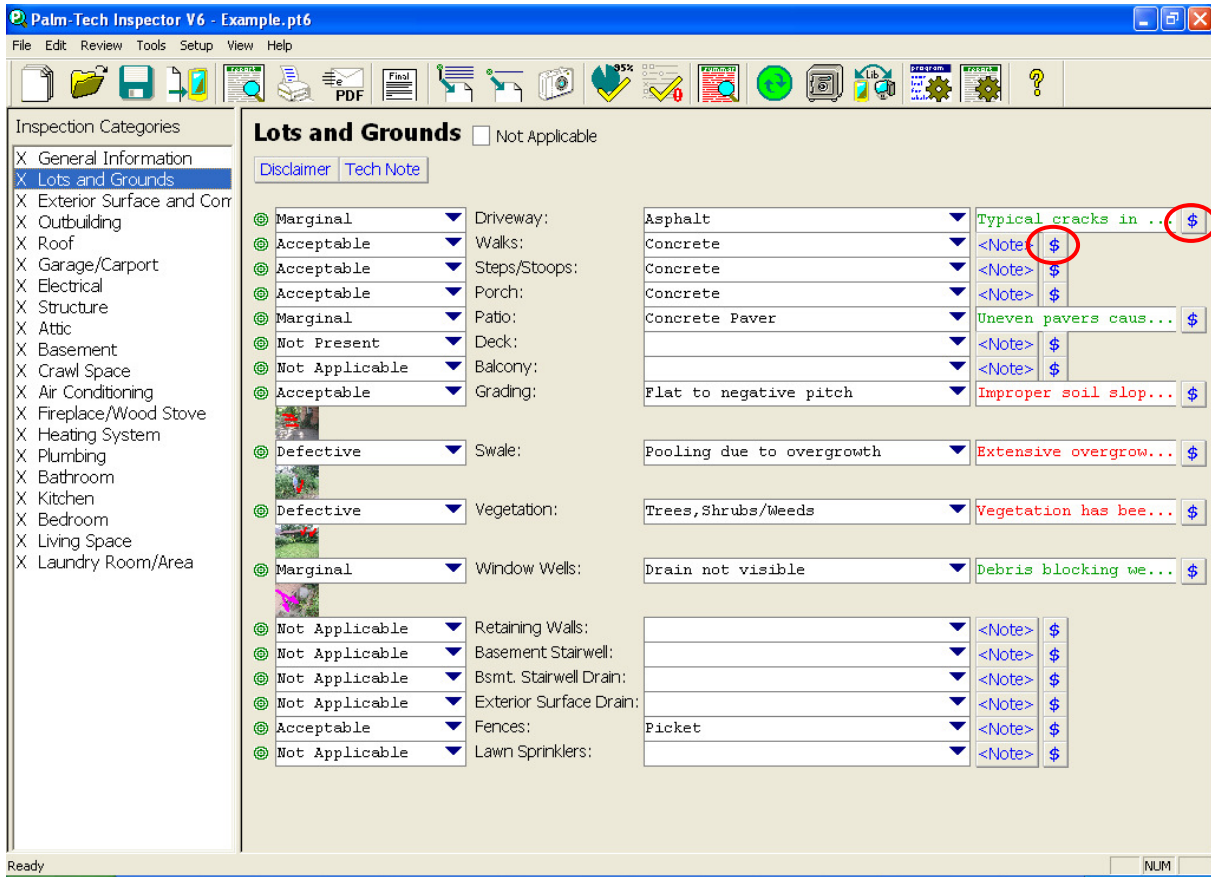 Palm-Tech Inspector V6 - Example.pt6
File Edit Review Tools Setup View Help
report Final PDF 95% summary Lib program report
Inspection Categories
X General Information
X Lots and Grounds
X Exterior Surface and Com
X Outbuilding
X Roof
X Garage/Carport
X Electrical
X Structure
X Attic
X Basement
X Crawl Space
X Air Conditioning
X Fireplace/Wood Stove
X Heating System
X Plumbing
X Bathroom
X Kitchen
X Bedroom
X Living Space
X Laundry Room/Area
Lots and Grounds Not Applicable
Disclaimer Tech Note
Marginal Driveway: Asphalt Typical cracks in ... $
Acceptable Walks: Concrete <Note> $
Acceptable Steps/Stoops: Concrete <Note> $
Acceptable Porch: Concrete <Note> $
Marginal Patio: Concrete Paver Uneven pavers caus... $
Not Present Deck: <Note> $
Not Applicable Balcony: <Note> $
Acceptable Grading: Flat to negative pitch Improper soil slop... $
Defective Swale: Pooling due to overgrowth Extensive overgrow... $
Defective Vegetation: Trees,Shrubs/Weeds Vegetation has bee... $
Marginal Window Wells: Drain not visible Debris blocking we... $
Not Applicable Retaining Walls: <Note> $
Not Applicable Basement Stairwell: <Note> $
Not Applicable Bsmt. Stairwell Drain: <Note> $
Not Applicable Exterior Surface Drain: <Note> $
Acceptable Fences: Picket <Note> $
Not Applicable Lawn Sprinklers: <Note> $
Ready NUM